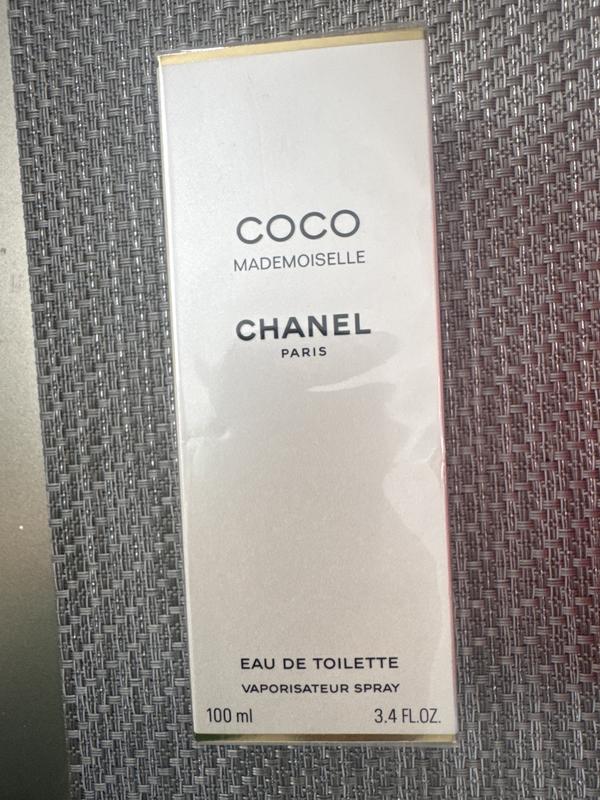 COCO
MADEMOISELLE
CHANEL
PARIS
EAU DE TOILETTE
VAPORISATEUR SPRAY
100 ml 3.4 FL.OZ.